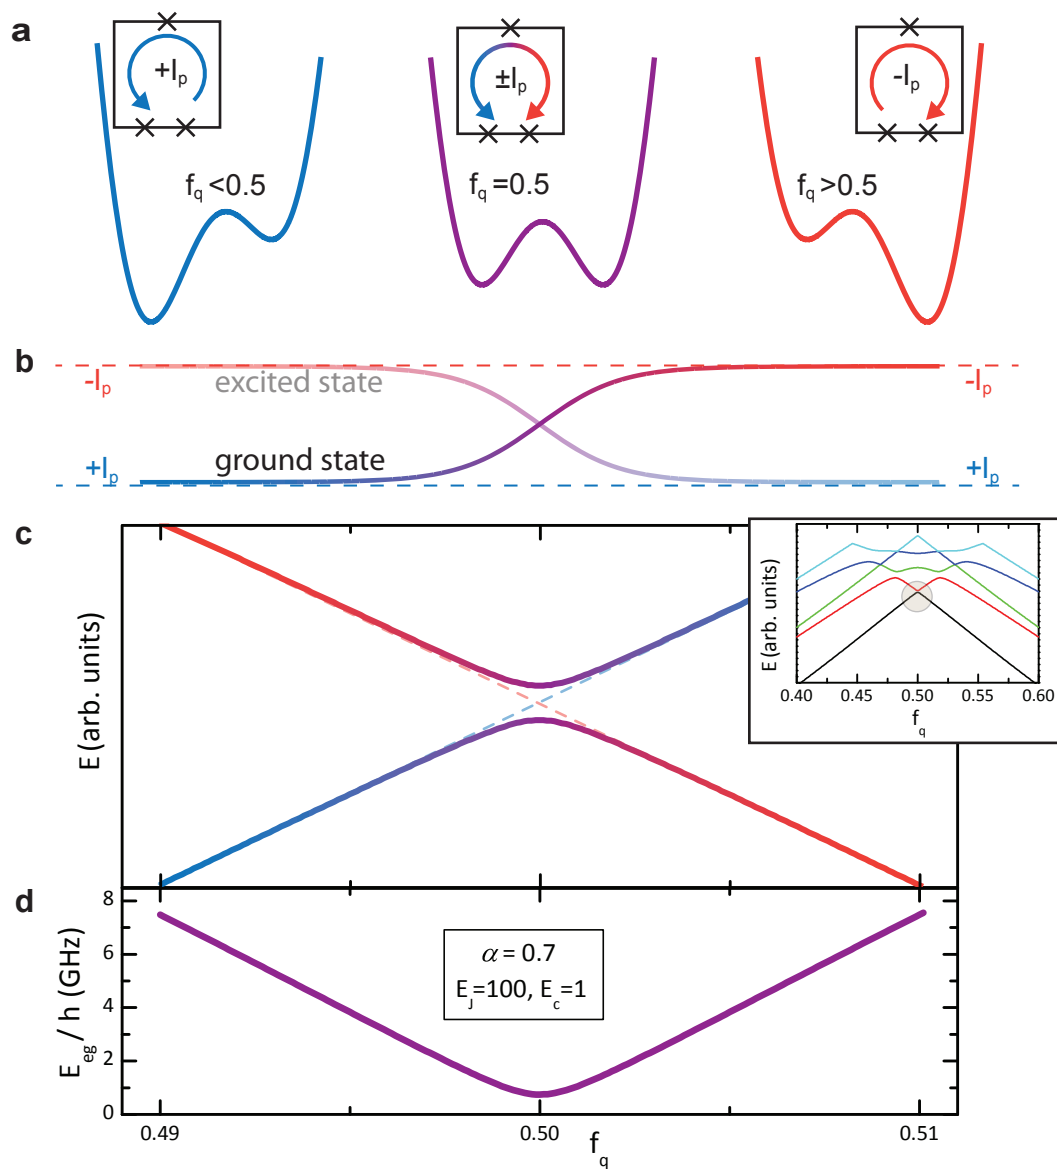 a
+Ip
±Ip
-Ip
fq <0.5
fq =0.5
fq >0.5
b
-Ip
excited state
-Ip
+Ip
ground state
+Ip
c
E (arb. units)
E (arb. units)
0.40 0.45 0.50 0.55 0.60
fq
d
Eeg / h (GHz)
8
6
4
2
0
α = 0.7
EJ=100, Ec=1
0.49 0.50 0.51
fq